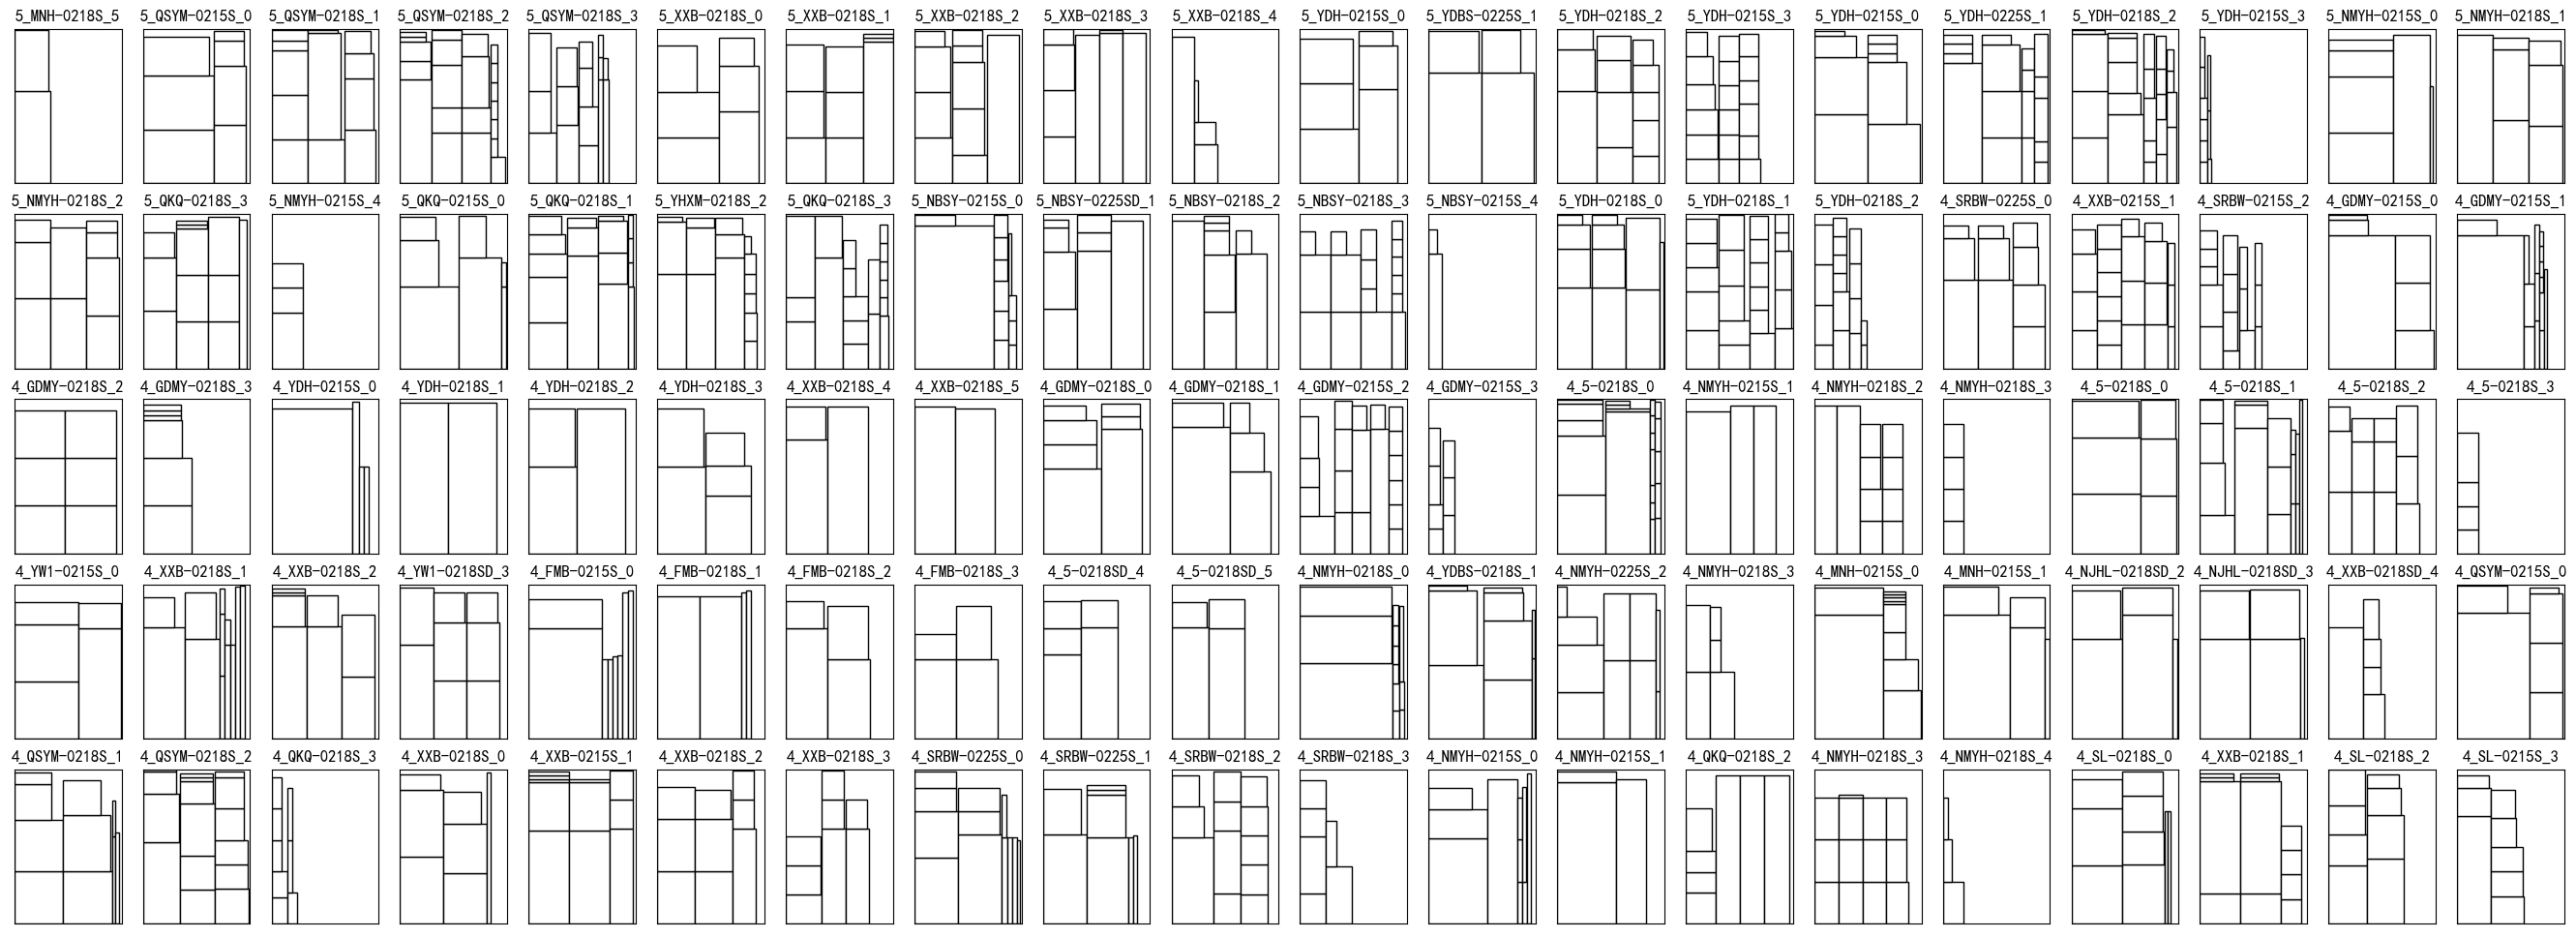 5_MNH-0218S_5 5_QSYM-0215S_0 5_QSYM-0218S_1 5_QSYM-0218S_2 5_QSYM-0218S_3 5_XXB-0218S_0 5_XXB-0218S_1 5_XXB-0218S_2 5_XXB-0218S_3 5_XXB-0218S_4 5_YDH-0215S_0 5_YDBS-0225S_1 5_YDH-0218S_2 5_YDH-0215S_3 5_YDH-0215S_0 5_YDH-0225S_1 5_YDH-0218S_2 5_YDH-0215S_3 5_NMYH-0215S_0 5_NMYH-0218S_1
5_NMYH-0218S_2 5_QKQ-0218S_3 5_NMYH-0215S_4 5_QKQ-0215S_0 5_QKQ-0218S_1 5_YHXM-0218S_2 5_QKQ-0218S_3 5_NBSY-0215S_0 5_NBSY-0225SD_1 5_NBSY-0218S_2 5_NBSY-0218S_3 5_NBSY-0215S_4 5_YDH-0218S_0 5_YDH-0218S_1 5_YDH-0218S_2 4_SRBW-0225S_0 4_XXB-0215S_1 4_SRBW-0215S_2 4_GDMY-0215S_0 4_GDMY-0215S_1
4_GDMY-0218S_2 4_GDMY-0218S_3 4_YDH-0215S_0 4_YDH-0218S_1 4_YDH-0218S_2 4_YDH-0218S_3 4_XXB-0218S_4 4_XXB-0218S_5 4_GDMY-0218S_0 4_GDMY-0218S_1 4_GDMY-0215S_2 4_GDMY-0215S_3 4_5-0218S_0 4_NMYH-0215S_1 4_NMYH-0218S_2 4_NMYH-0218S_3 4_5-0218S_0 4_5-0218S_1 4_5-0218S_2 4_5-0218S_3
4_YW1-0215S_0 4_XXB-0218S_1 4_XXB-0218S_2 4_YW1-0218SD_3 4_FMB-0215S_0 4_FMB-0218S_1 4_FMB-0218S_2 4_FMB-0218S_3 4_5-0218SD_4 4_5-0218SD_5 4_NMYH-0218S_0 4_YDBS-0218S_1 4_NMYH-0225S_2 4_NMYH-0218S_3 4_MNH-0215S_0 4_MNH-0215S_1 4_NJHL-0218SD_2 4_NJHL-0218SD_3 4_XXB-0218SD_4 4_QSYM-0215S_0
4_QSYM-0218S_1 4_QSYM-0218S_2 4_QKQ-0218S_3 4_XXB-0218S_0 4_XXB-0215S_1 4_XXB-0218S_2 4_XXB-0218S_3 4_SRBW-0225S_0 4_SRBW-0225S_1 4_SRBW-0218S_2 4_SRBW-0218S_3 4_NMYH-0215S_0 4_NMYH-0215S_1 4_QKQ-0218S_2 4_NMYH-0218S_3 4_NMYH-0218S_4 4_SL-0218S_0 4_XXB-0218S_1 4_SL-0218S_2 4_SL-0215S_3